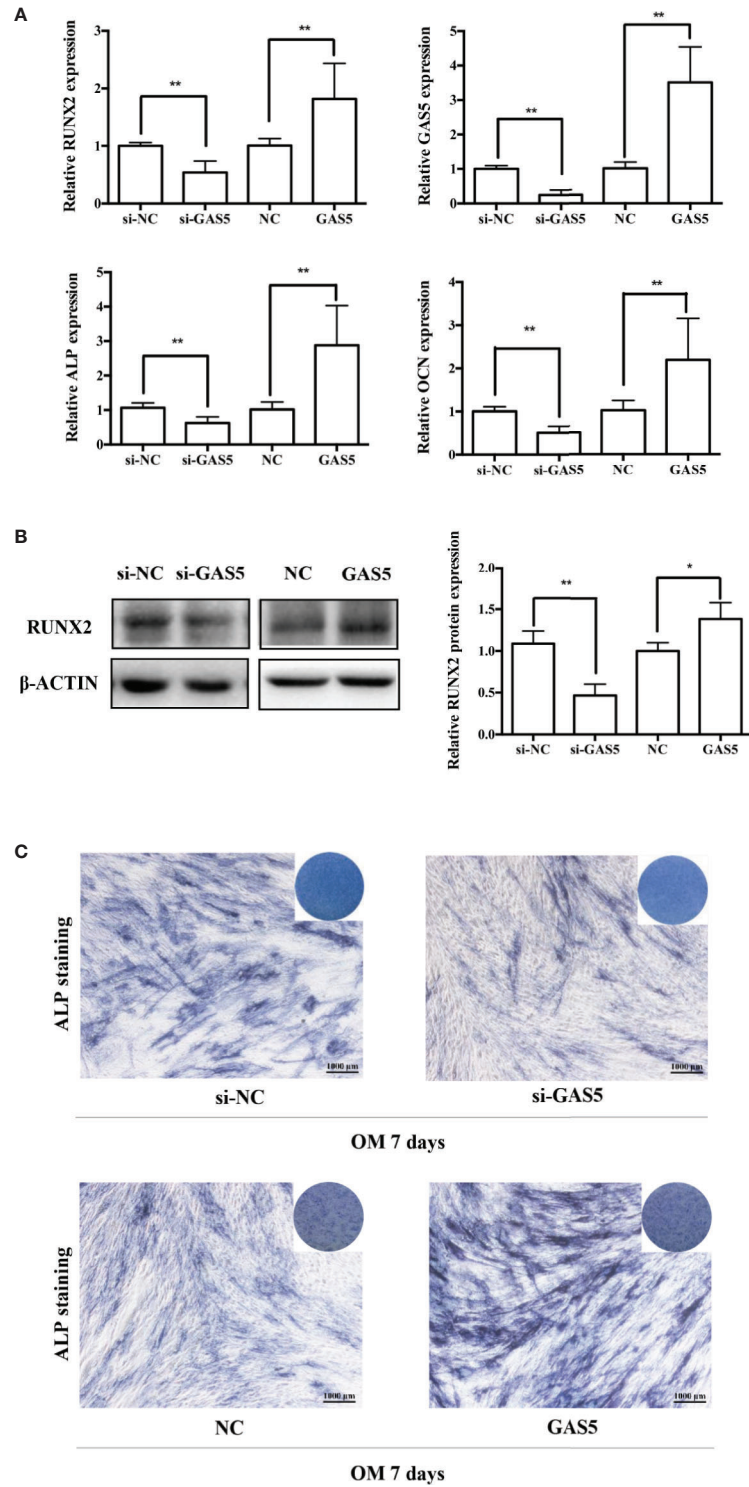 A
Relative RUNX2 expression
3
2
1
0
**
**
si-NC si-GAS5 NC GAS5
Relative GAS5 expression
5
4
3
2
1
0
**
**
si-NC si-GAS5 NC GAS5
Relative ALP expression
5
4
3
2
1
0
**
**
si-NC si-GAS5 NC GAS5
Relative OCN expression
4
3
2
1
0
**
**
si-NC si-GAS5 NC GAS5
B
si-NC si-GAS5 NC GAS5
RUNX2
β-ACTIN
Relative RUNX2 protein expression
2.0
1.5
1.0
0.5
0.0
**
*
si-NC si-GAS5 NC GAS5
C
ALP staining
1000 μm
1000 μm
si-NC si-GAS5
OM 7 days
ALP staining
1000 μm
1000 μm
NC GAS5
OM 7 days